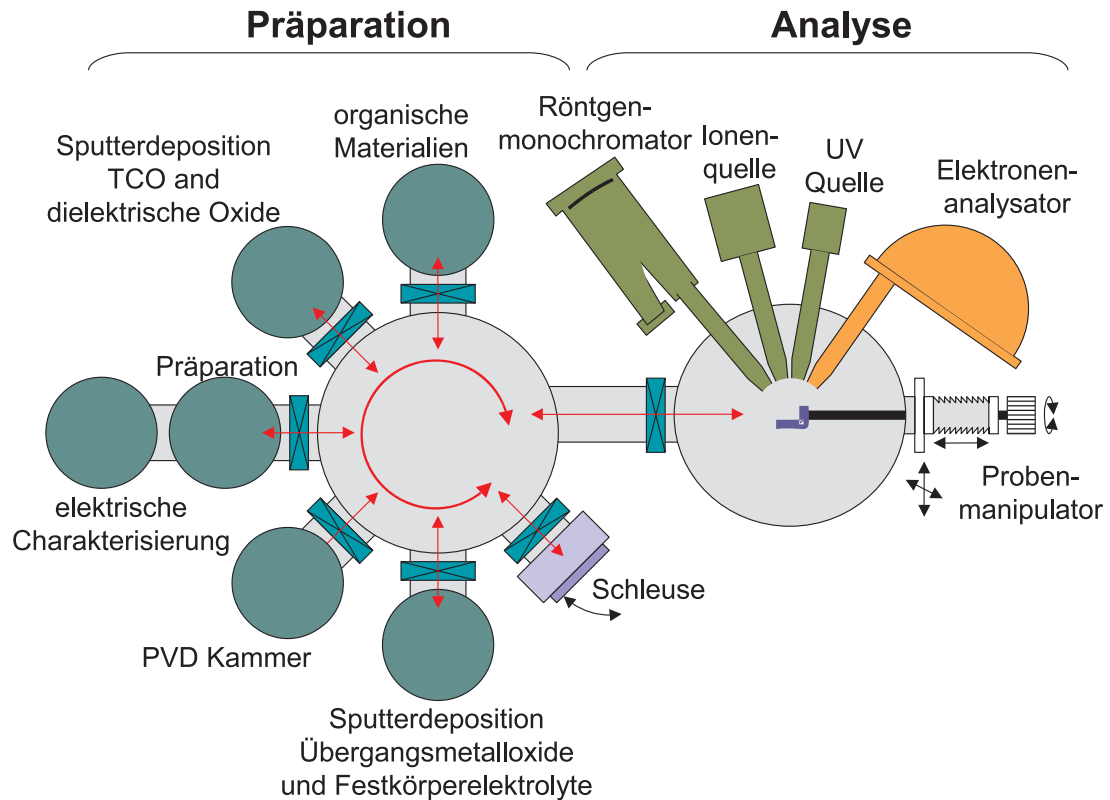 Präparation
Analyse
organische
Materialien
Sputterdeposition
TCO and
dielektrische Oxide
Röntgen-
monochromator
Ionen-
quelle
UV
Quelle
Elektronen-
analysator
Präparation
elektrische
Charakterisierung
PVD Kammer
Sputterdeposition
Übergangsmetalloxide
und Festkörperelektrolyte
Schleuse
Proben-
manipulator